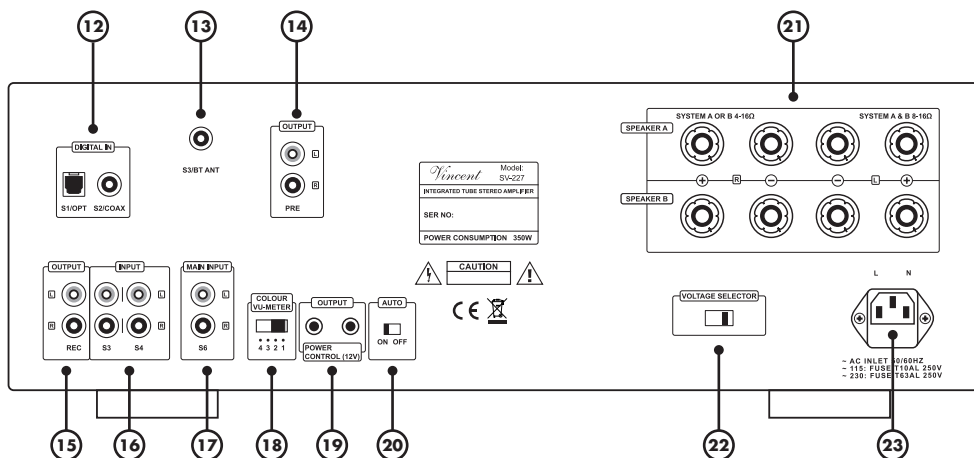 12
13
14
21
DIGITAL IN
S1/OPT
S2/COAX
S3/BT ANT
OUTPUT
L
R
PRE
Vincent
Model:
SV-227
INTEGRATED TUBE STEREO AMPLIFIER
SER NO:
POWER CONSUMPTION 350W
CAUTION
SYSTEM A OR B 4-16Ω
SYSTEM A & B 8-16Ω
SPEAKER A
+ R − − L +
SPEAKER B
OUTPUT
L
R
REC
INPUT
L
R
S3
S4
MAIN INPUT
L
R
S6
COLOUR
VU-METER
4 3 2 1
OUTPUT
POWER
CONTROL (12V)
AUTO
ON OFF
CE
VOLTAGE SELECTOR
L N
~ AC INLET 50/60HZ
~ 115: FUSE T10AL 250V
~ 230: FUSE T63AL 250V
15
16
17
18
19
20
22
23